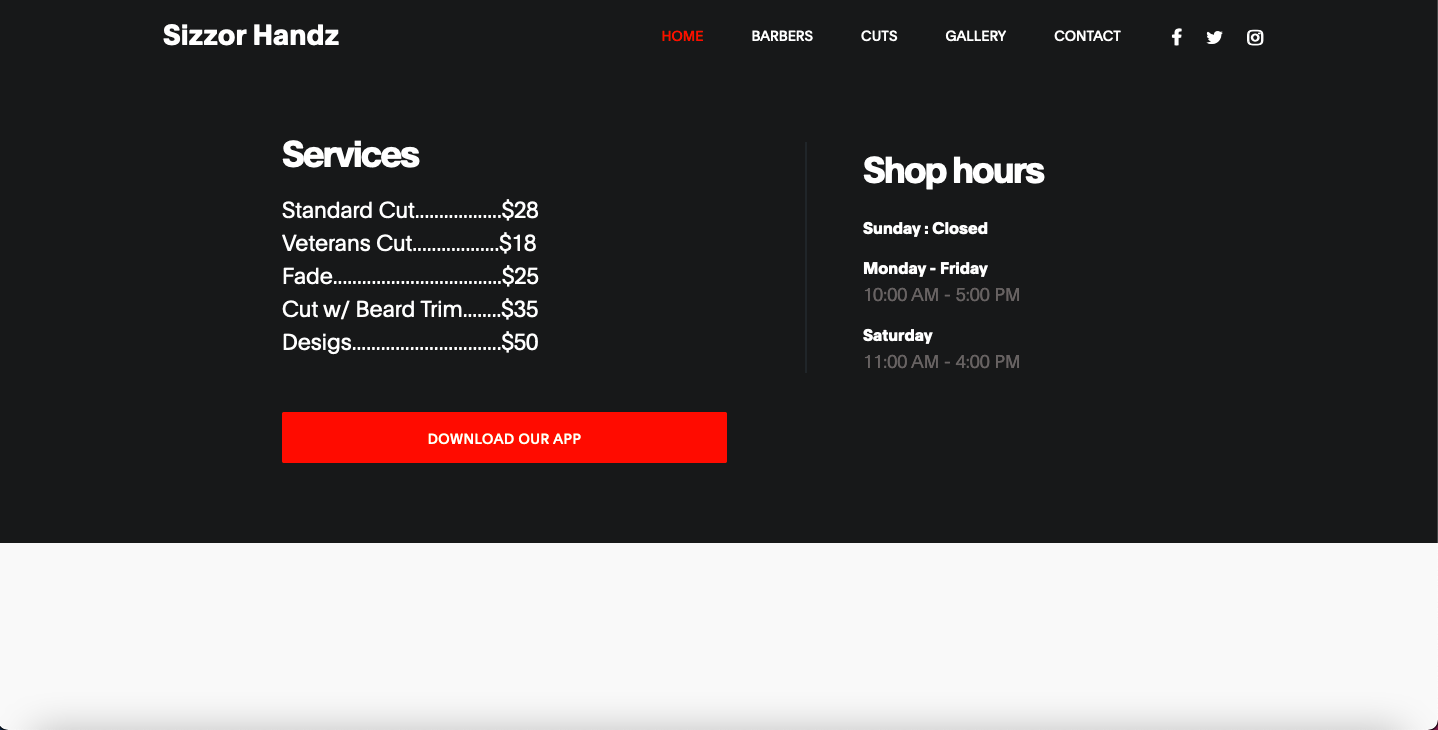 Sizzor Handz
HOME BARBERS CUTS GALLERY CONTACT
Services
Standard Cut..................$28
Veterans Cut..................$18
Fade...................................$25
Cut w/ Beard Trim........$35
Desigs...............................$50
DOWNLOAD OUR APP
Shop hours
Sunday : Closed
Monday - Friday
10:00 AM - 5:00 PM
Saturday
11:00 AM - 4:00 PM